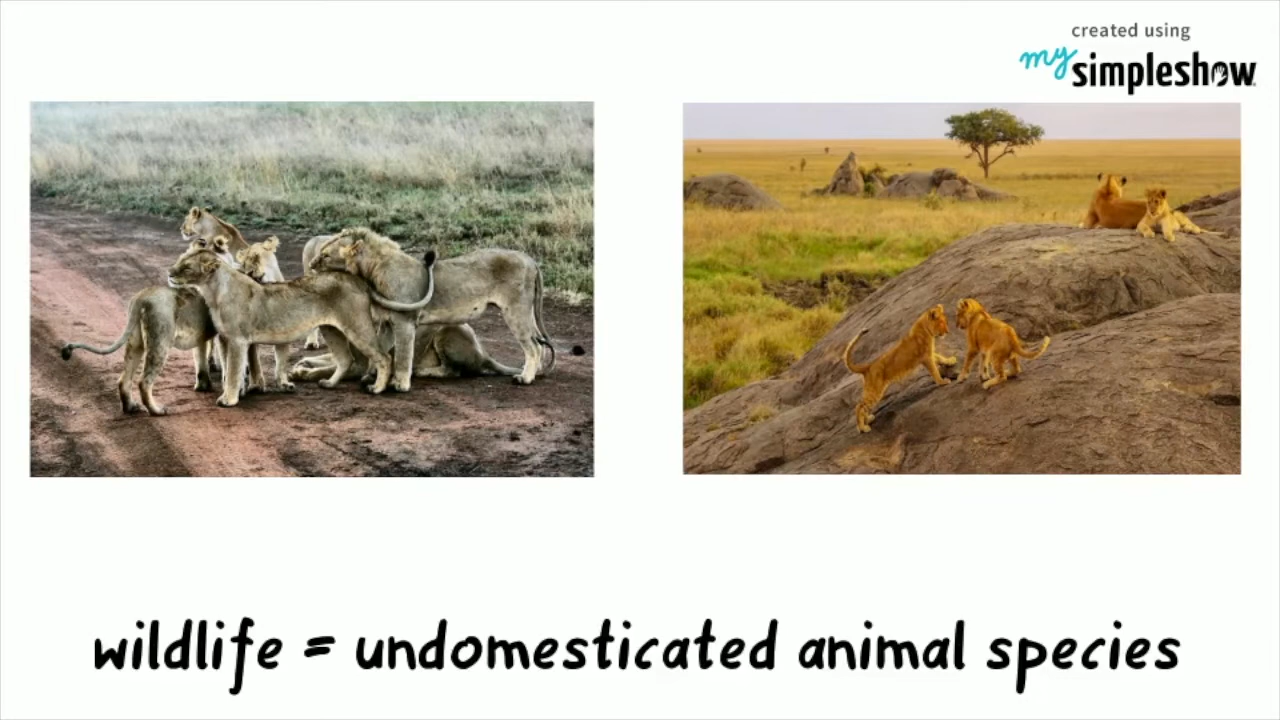 created using
my simpleshow
wildlife = undomesticated animal species